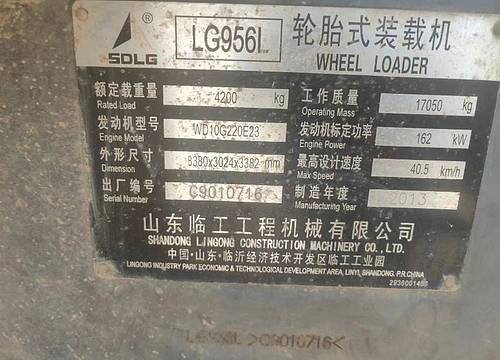 ®
SDLG
LG956L 轮胎式装载机
WHEEL LOADER
额定载重量 4200 kg 工作质量 17050 kg
Rated Load Operating Mass
发动机型号 WD10G220E23 发动机标定功率 162 kW
Engine Model Engine Power
外形尺寸 8380x3024x3382 mm 最高设计速度 40.5 km/h
Dimension Max Speed
出厂编号 C9010716 制造年度 2013
Serial Number Manufacturing Year
山东临工工程机械有限公司
SHANDONG LINGONG CONSTRUCTION MACHINERY CO., LTD.
中国·山东·临沂经济技术开发区临工工业园
LINGONG INDUSTRY PARK ECONOMIC & TECHNOLOGICAL DEVELOPMENT AREA, LINYI, SHANDONG. P.R.CHINA
>C9010716<